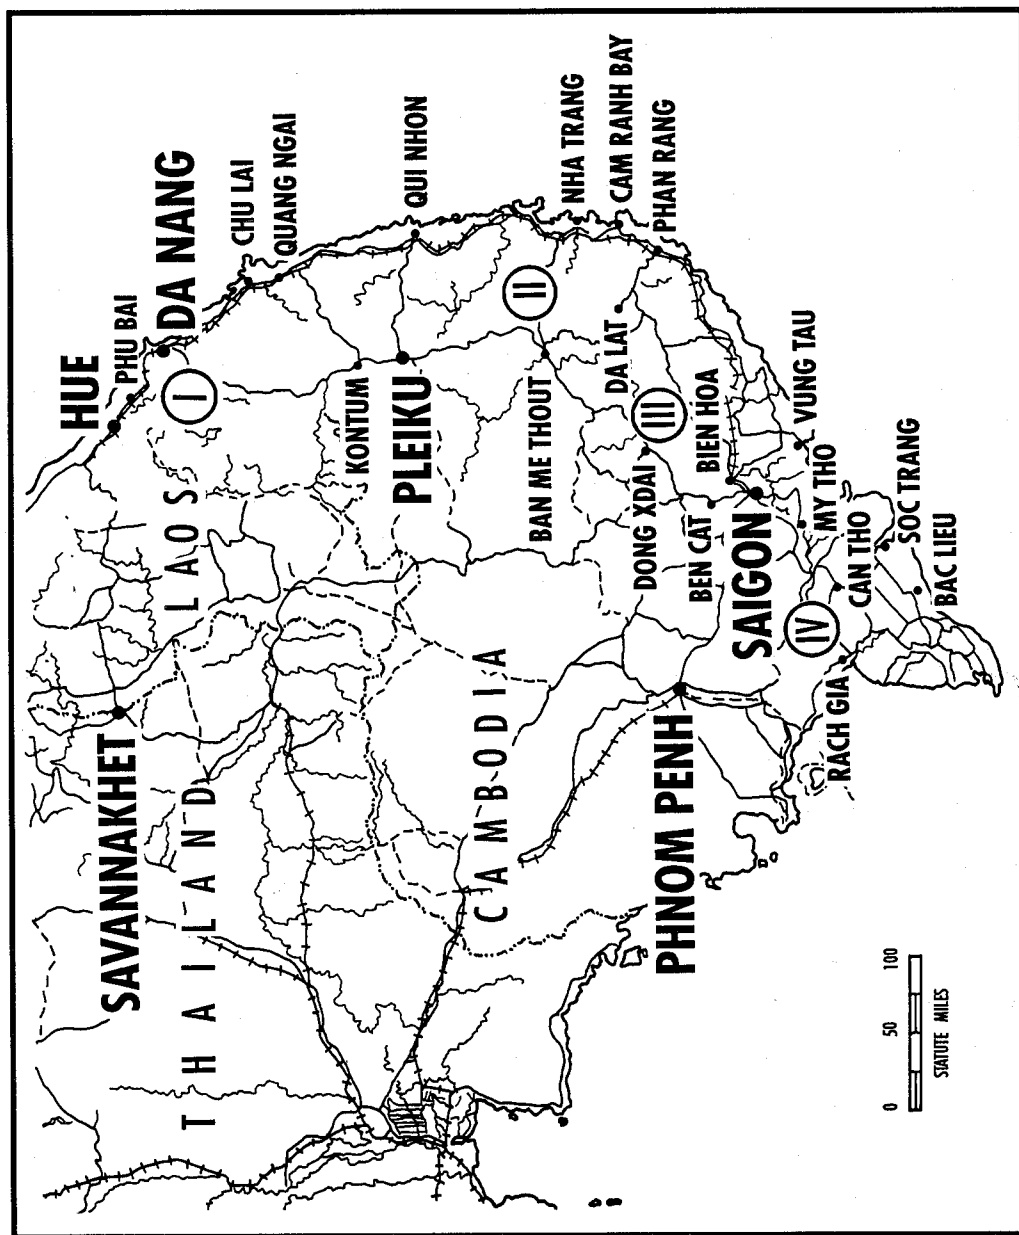 HUE
PHU BAI
DA NANG
CHU LAI
QUANG NGAI
QUI NHON
NHA TRANG
CAM RANH BAY
PHAN RANG
I
II
III
IV
SAVANNAKHET
LAOS
THAILAND
KONTUM
PLEIKU
BAN ME THOUT
DA LAT
CAMBODIA
DONG XDAI
BIEN HOA
BEN CAT
SAIGON
VUNG TAU
MY THO
CAN THO
SOC TRANG
BAC LIEU
RACH GIA
PHNOM PENH
0 50 100
STATUTE MILES